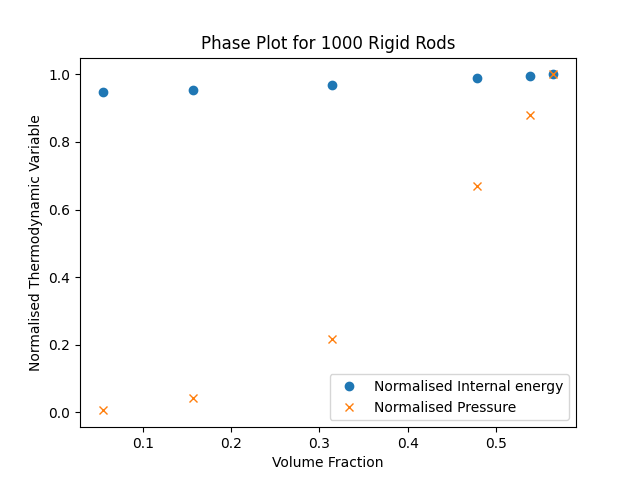 Phase Plot for 1000 Rigid Rods
1.0
0.8
0.6
0.4
0.2
0.0
Normalised Thermodynamic Variable
Normalised Internal energy
Normalised Pressure
0.1 0.2 0.3 0.4 0.5
Volume Fraction